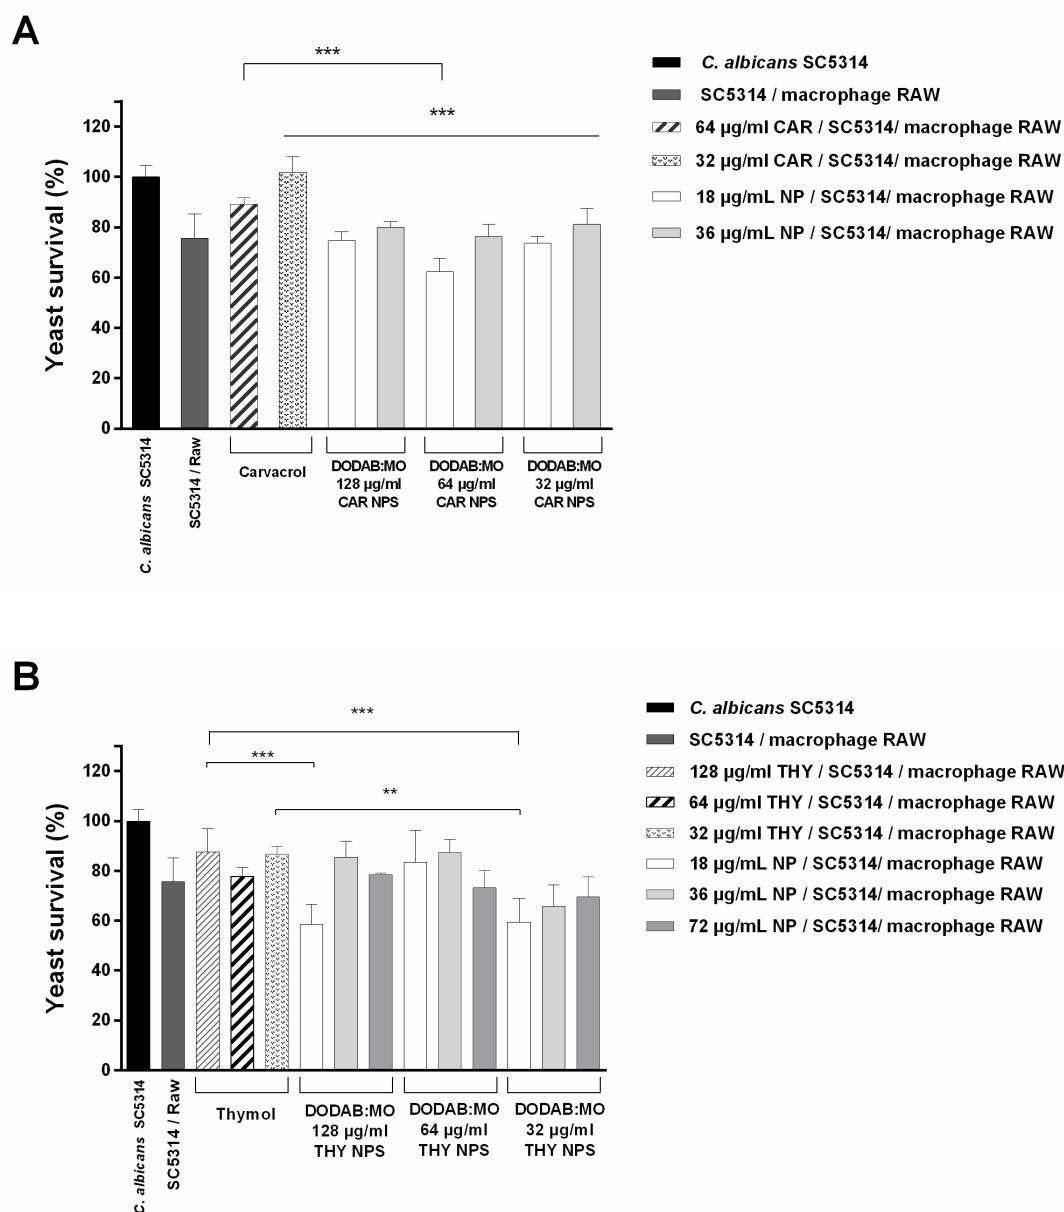 A
***
***
120
100
80
60
40
20
0
Yeast survival (%)
C. albicans SC5314
SC5314 / Raw
Carvacrol
DODAB:MO
128 µg/ml
CAR NPS
DODAB:MO
64 µg/ml
CAR NPS
DODAB:MO
32 µg/ml
CAR NPS
C. albicans SC5314
SC5314 / macrophage RAW
64 µg/ml CAR / SC5314/ macrophage RAW
32 µg/ml CAR / SC5314/ macrophage RAW
18 µg/mL NP / SC5314/ macrophage RAW
36 µg/mL NP / SC5314/ macrophage RAW
B
***
***
**
120
100
80
60
40
20
0
Yeast survival (%)
C. albicans SC5314
SC5314 / Raw
Thymol
DODAB:MO
128 µg/ml
THY NPS
DODAB:MO
64 µg/ml
THY NPS
DODAB:MO
32 µg/ml
THY NPS
C. albicans SC5314
SC5314 / macrophage RAW
128 µg/ml THY / SC5314 / macrophage RAW
64 µg/ml THY / SC5314 / macrophage RAW
32 µg/ml THY / SC5314 / macrophage RAW
18 µg/mL NP / SC5314/ macrophage RAW
36 µg/mL NP / SC5314/ macrophage RAW
72 µg/mL NP / SC5314/ macrophage RAW